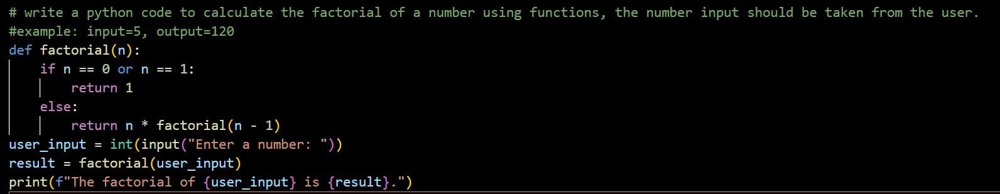 # write a python code to calculate the factorial of a number using functions, the number input should be taken from the user.
#example: input=5, output=120
def factorial(n):
    if n == 0 or n == 1:
        return 1
    else:
        return n * factorial(n - 1)
user_input = int(input("Enter a number: "))
result = factorial(user_input)
print(f"The factorial of {user_input} is {result}.")